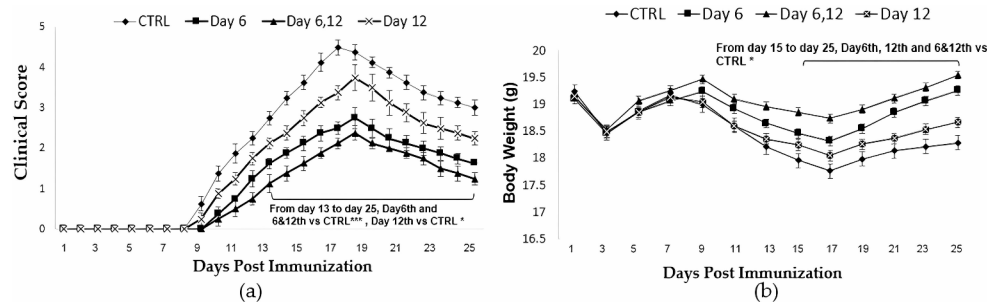 CTRL Day 6 Day 6,12 Day 12
5
4
3
2
1
0
Clinical Score
From day 13 to day 25, Day6th and
6&12th vs CTRL*** , Day 12th vs CTRL *
1 3 5 7 9 11 13 15 17 19 21 23 25
Days Post Immunization
(a)
CTRL Day 6 Day 6,12 Day 12
20
19.5
19
18.5
18
17.5
17
16.5
Body Weight (g)
From day 15 to day 25, Day6th, 12th and 6&12th vs
CTRL *
1 3 5 7 9 11 13 15 17 19 21 23 25
Days Post Immunization
(b)